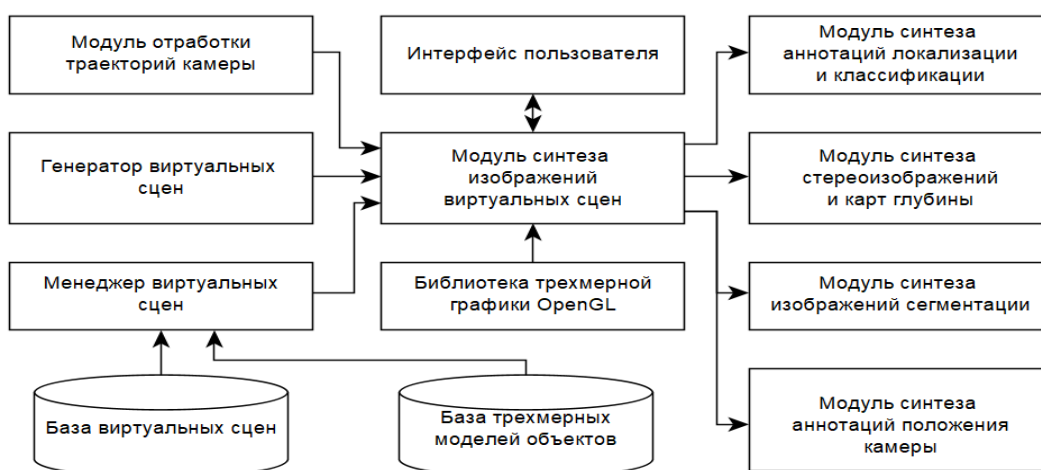 Модуль отработки
траекторий камеры
Интерфейс пользователя
Модуль синтеза
аннотаций локализации
и классификации
Генератор виртуальных
сцен
Модуль синтеза
изображений
виртуальных сцен
Модуль синтеза
стереоизображений
и карт глубины
Менеджер виртуальных
сцен
Библиотека трехмерной
графики OpenGL
Модуль синтеза
изображений сегментации
База виртуальных сцен
База трехмерных
моделей объектов
Модуль синтеза
аннотаций положения
камеры